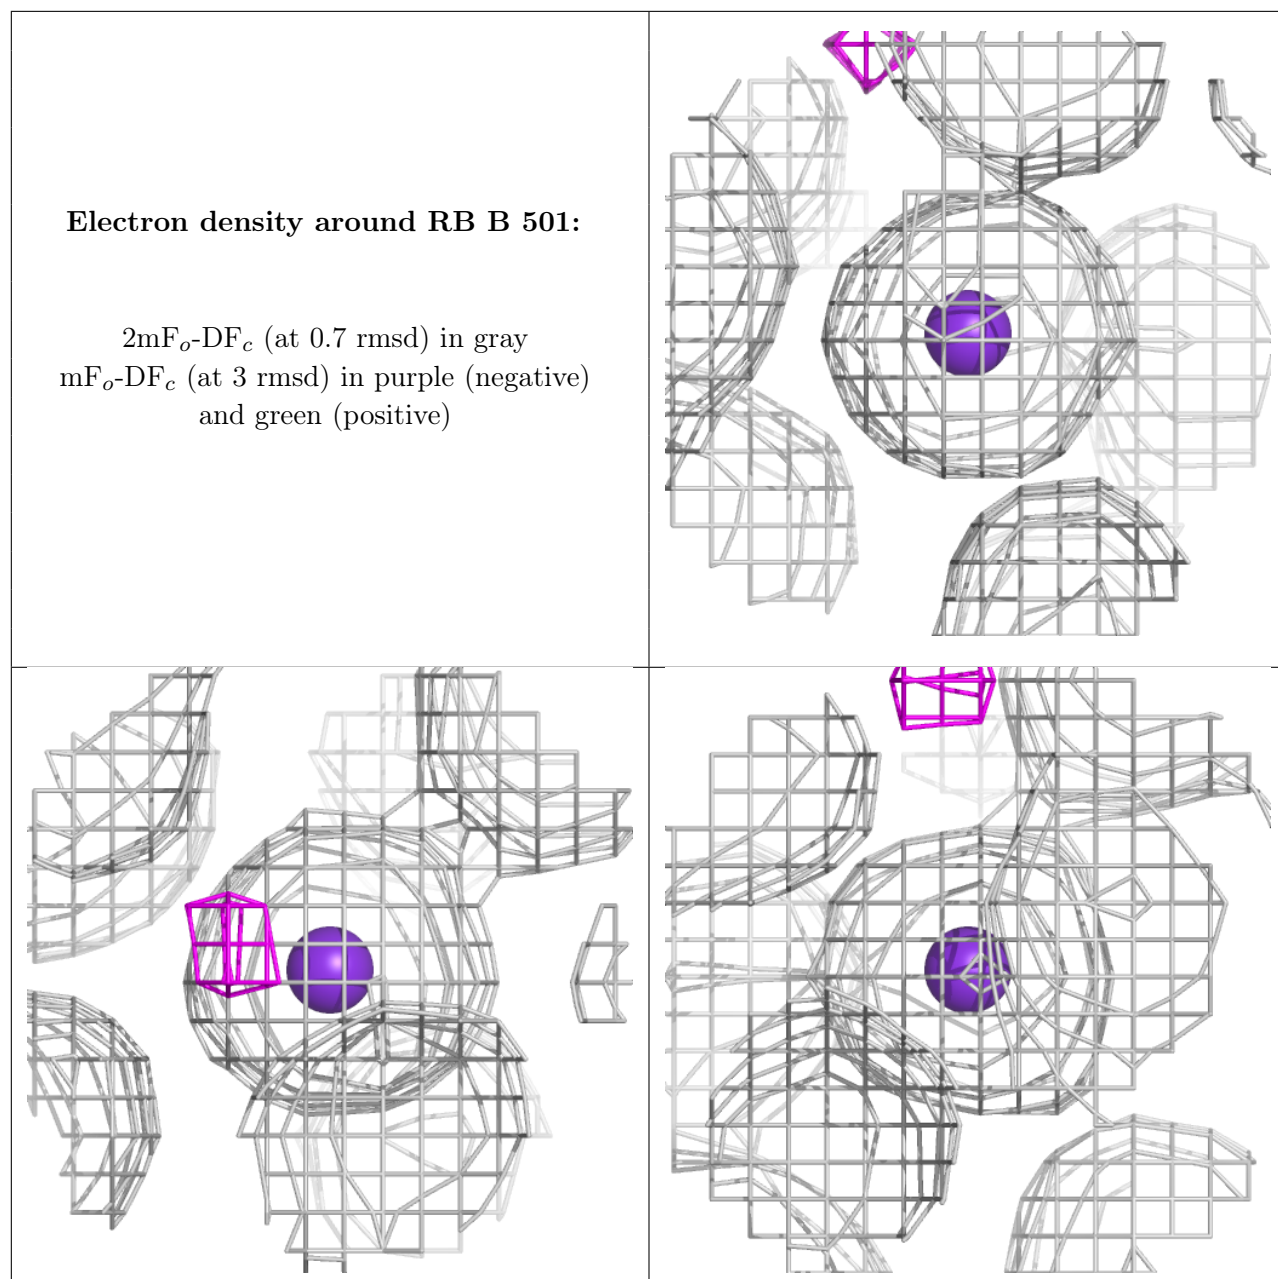 Electron density around RB B 501:
2mFo-DFc (at 0.7 rmsd) in gray
mFo-DFc (at 3 rmsd) in purple (negative)
and green (positive)